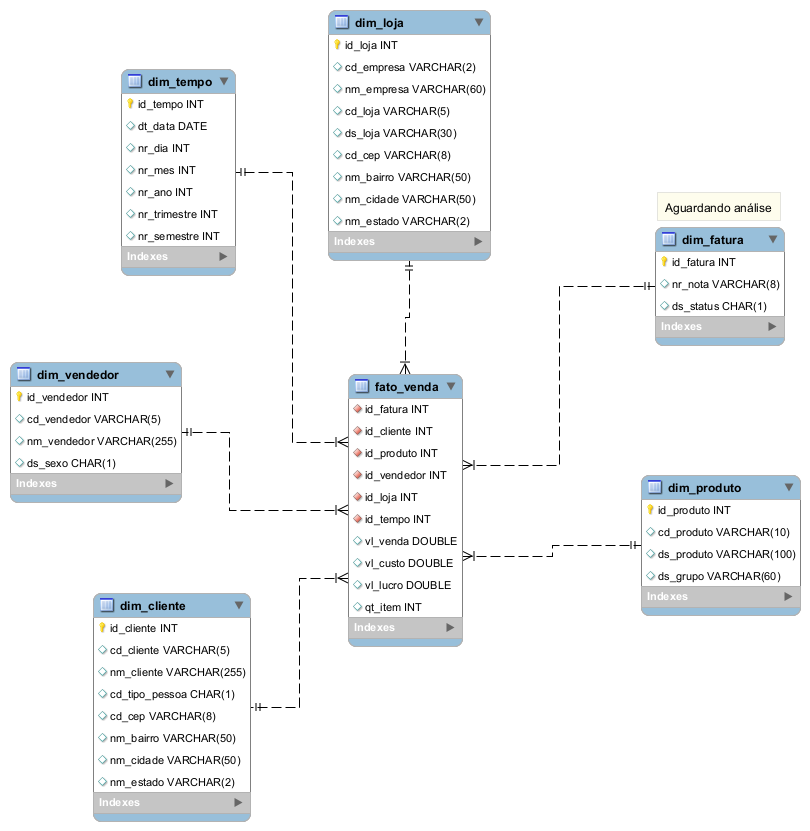 dim_loja
id_loja INT
cd_empresa VARCHAR(2)
nm_empresa VARCHAR(60)
cd_loja VARCHAR(5)
ds_loja VARCHAR(30)
cd_cep VARCHAR(8)
nm_bairro VARCHAR(50)
nm_cidade VARCHAR(50)
nm_estado VARCHAR(2)
Indexes
dim_tempo
id_tempo INT
dt_data DATE
nr_dia INT
nr_mes INT
nr_ano INT
nr_trimestre INT
nr_semestre INT
Indexes
Aguardando análise
dim_fatura
id_fatura INT
nr_nota VARCHAR(8)
ds_status CHAR(1)
Indexes
dim_vendedor
id_vendedor INT
cd_vendedor VARCHAR(5)
nm_vendedor VARCHAR(255)
ds_sexo CHAR(1)
Indexes
fato_venda
id_fatura INT
id_cliente INT
id_produto INT
id_vendedor INT
id_loja INT
id_tempo INT
vl_venda DOUBLE
vl_custo DOUBLE
vl_lucro DOUBLE
qt_item INT
Indexes
dim_produto
id_produto INT
cd_produto VARCHAR(10)
ds_produto VARCHAR(100)
ds_grupo VARCHAR(60)
Indexes
dim_cliente
id_cliente INT
cd_cliente VARCHAR(5)
nm_cliente VARCHAR(255)
cd_tipo_pessoa CHAR(1)
cd_cep VARCHAR(8)
nm_bairro VARCHAR(50)
nm_cidade VARCHAR(50)
nm_estado VARCHAR(2)
Indexes